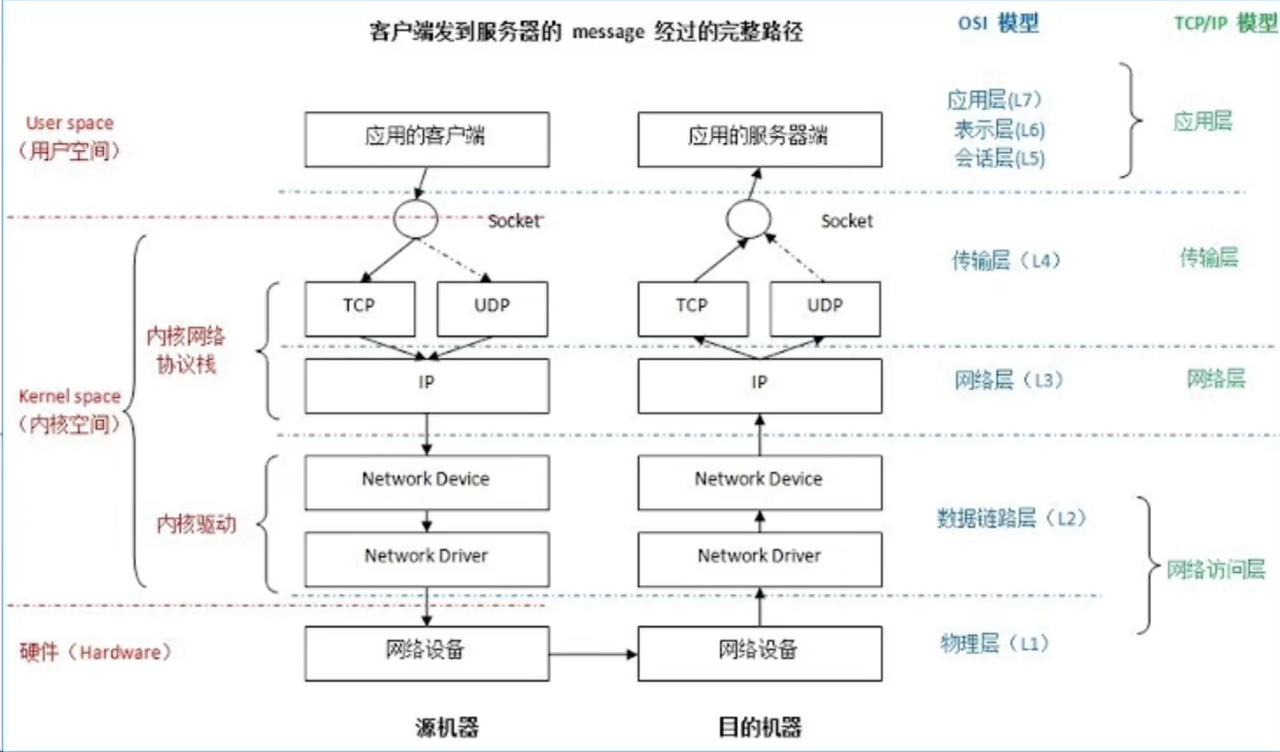 客户端发到服务器的 message 经过的完整路径
OSI 模型
TCP/IP 模型
User space
（用户空间）
应用的客户端
应用的服务器端
应用层(L7）
表示层(L6)
会话层(L5)
应用层
Socket
Socket
传输层（L4）
传输层
TCP
UDP
TCP
UDP
内核网络
协议栈
IP
IP
网络层（L3）
网络层
Kernel space
（内核空间）
Network Device
Network Device
内核驱动
数据链路层（L2）
Network Driver
Network Driver
网络访问层
硬件（Hardware）
网络设备
网络设备
物理层（L1）
源机器
目的机器